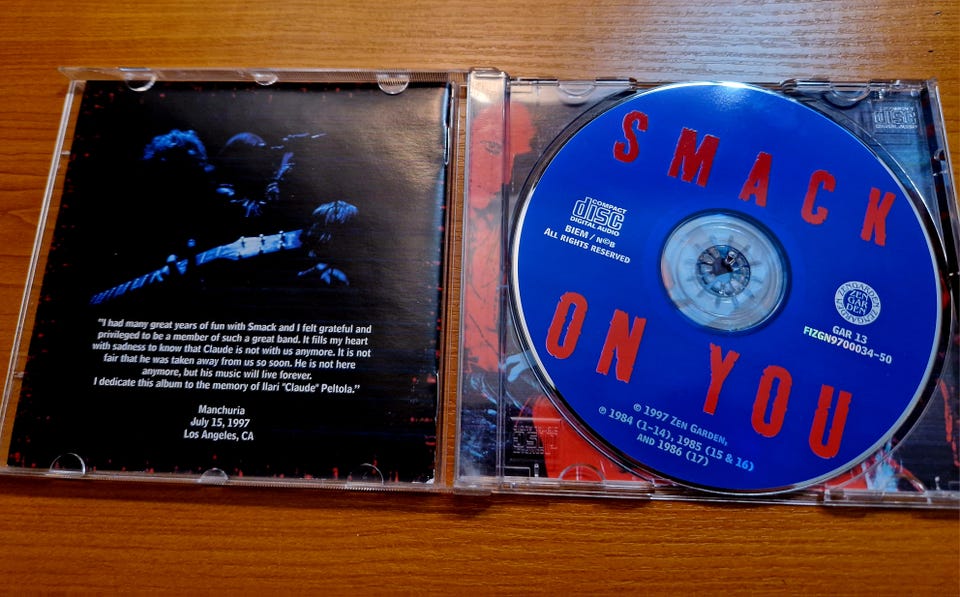 "I had many great years of fun with Smack and I felt grateful and
privileged to be a member of such a great band. It fills my heart
with sadness to know that Claude is not with us anymore. It is not
fair that he was taken away from us so soon. He is not here
anymore, but his music will live forever.
I dedicate this album to the memory of Ilari "Claude" Peltola."
Manchuria
July 15, 1997
Los Angeles, CA
SMACK
COMPACT
disc
DIGITAL AUDIO
BIEM / N©B
ALL RIGHTS RESERVED
ZENGARDEN
ZEN
GAR
DEN
GAR 13
FIZGN9700034-50
ON YOU
© 1997 ZEN GARDEN,
℗ 1984 (1-14), 1985 (15 & 16)
AND 1986 (17)
disc